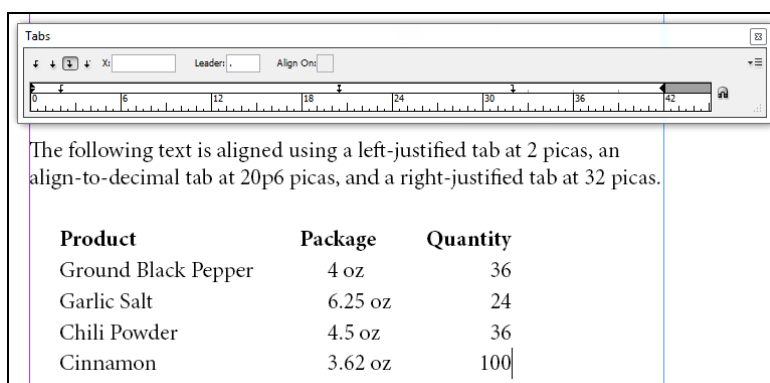 Tabs
X: Leader: . Align On:
0 6 12 18 24 30 36 42
The following text is aligned using a left-justified tab at 2 picas, an
align-to-decimal tab at 20p6 picas, and a right-justified tab at 32 picas.
Product Package Quantity
Ground Black Pepper 4 oz 36
Garlic Salt 6.25 oz 24
Chili Powder 4.5 oz 36
Cinnamon 3.62 oz 100